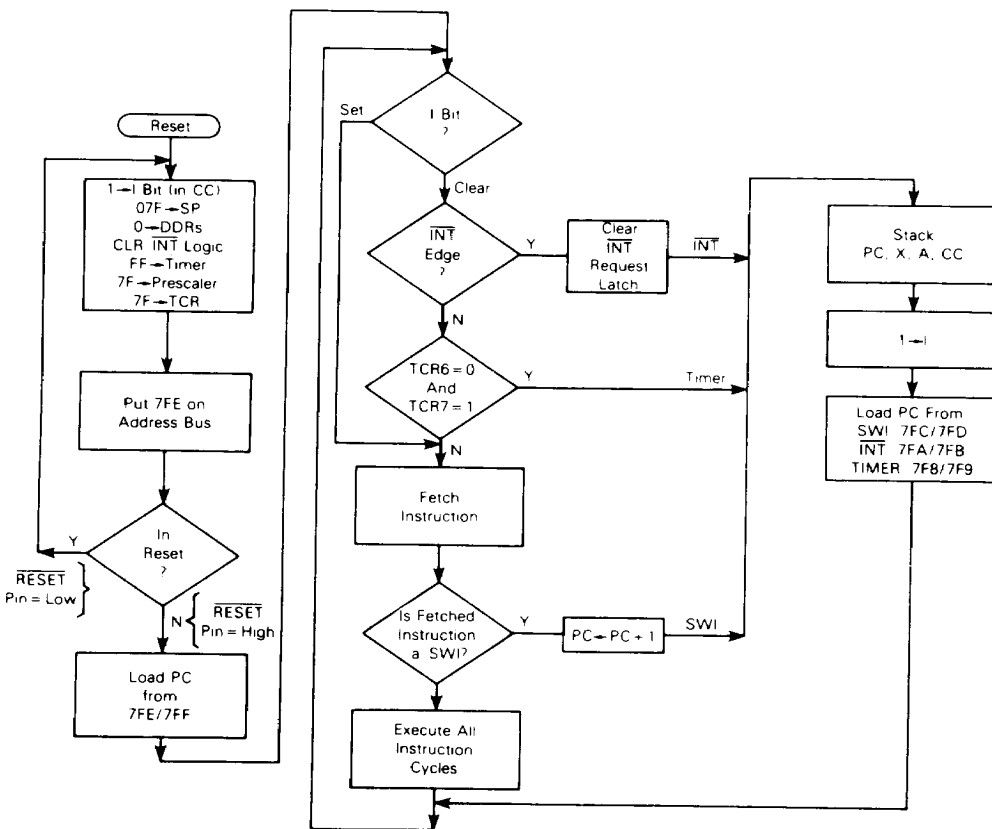 Reset
1→I Bit (in CC)
07F→SP
0→DDRs
CLR INT Logic
FF→Timer
7F→Prescaler
7F→TCR
Put 7FE on
Address Bus
In
Reset
?
Y
RESET
Pin = Low
N
RESET
Pin = High
Load PC
from
7FE/7FF
I Bit
?
Set
Clear
INT
Edge
?
Y
Clear
INT
Request
Latch
INT
N
TCR6 = 0
And
TCR7 = 1
Y
Timer
N
Fetch
Instruction
Is Fetched
Instruction
a SWI?
Y
PC←PC + 1
SWI
Execute All
Instruction
Cycles
Stack
PC, X, A, CC
1→I
Load PC From
SWI 7FC/7FD
INT 7FA/7FB
TIMER 7F8/7F9